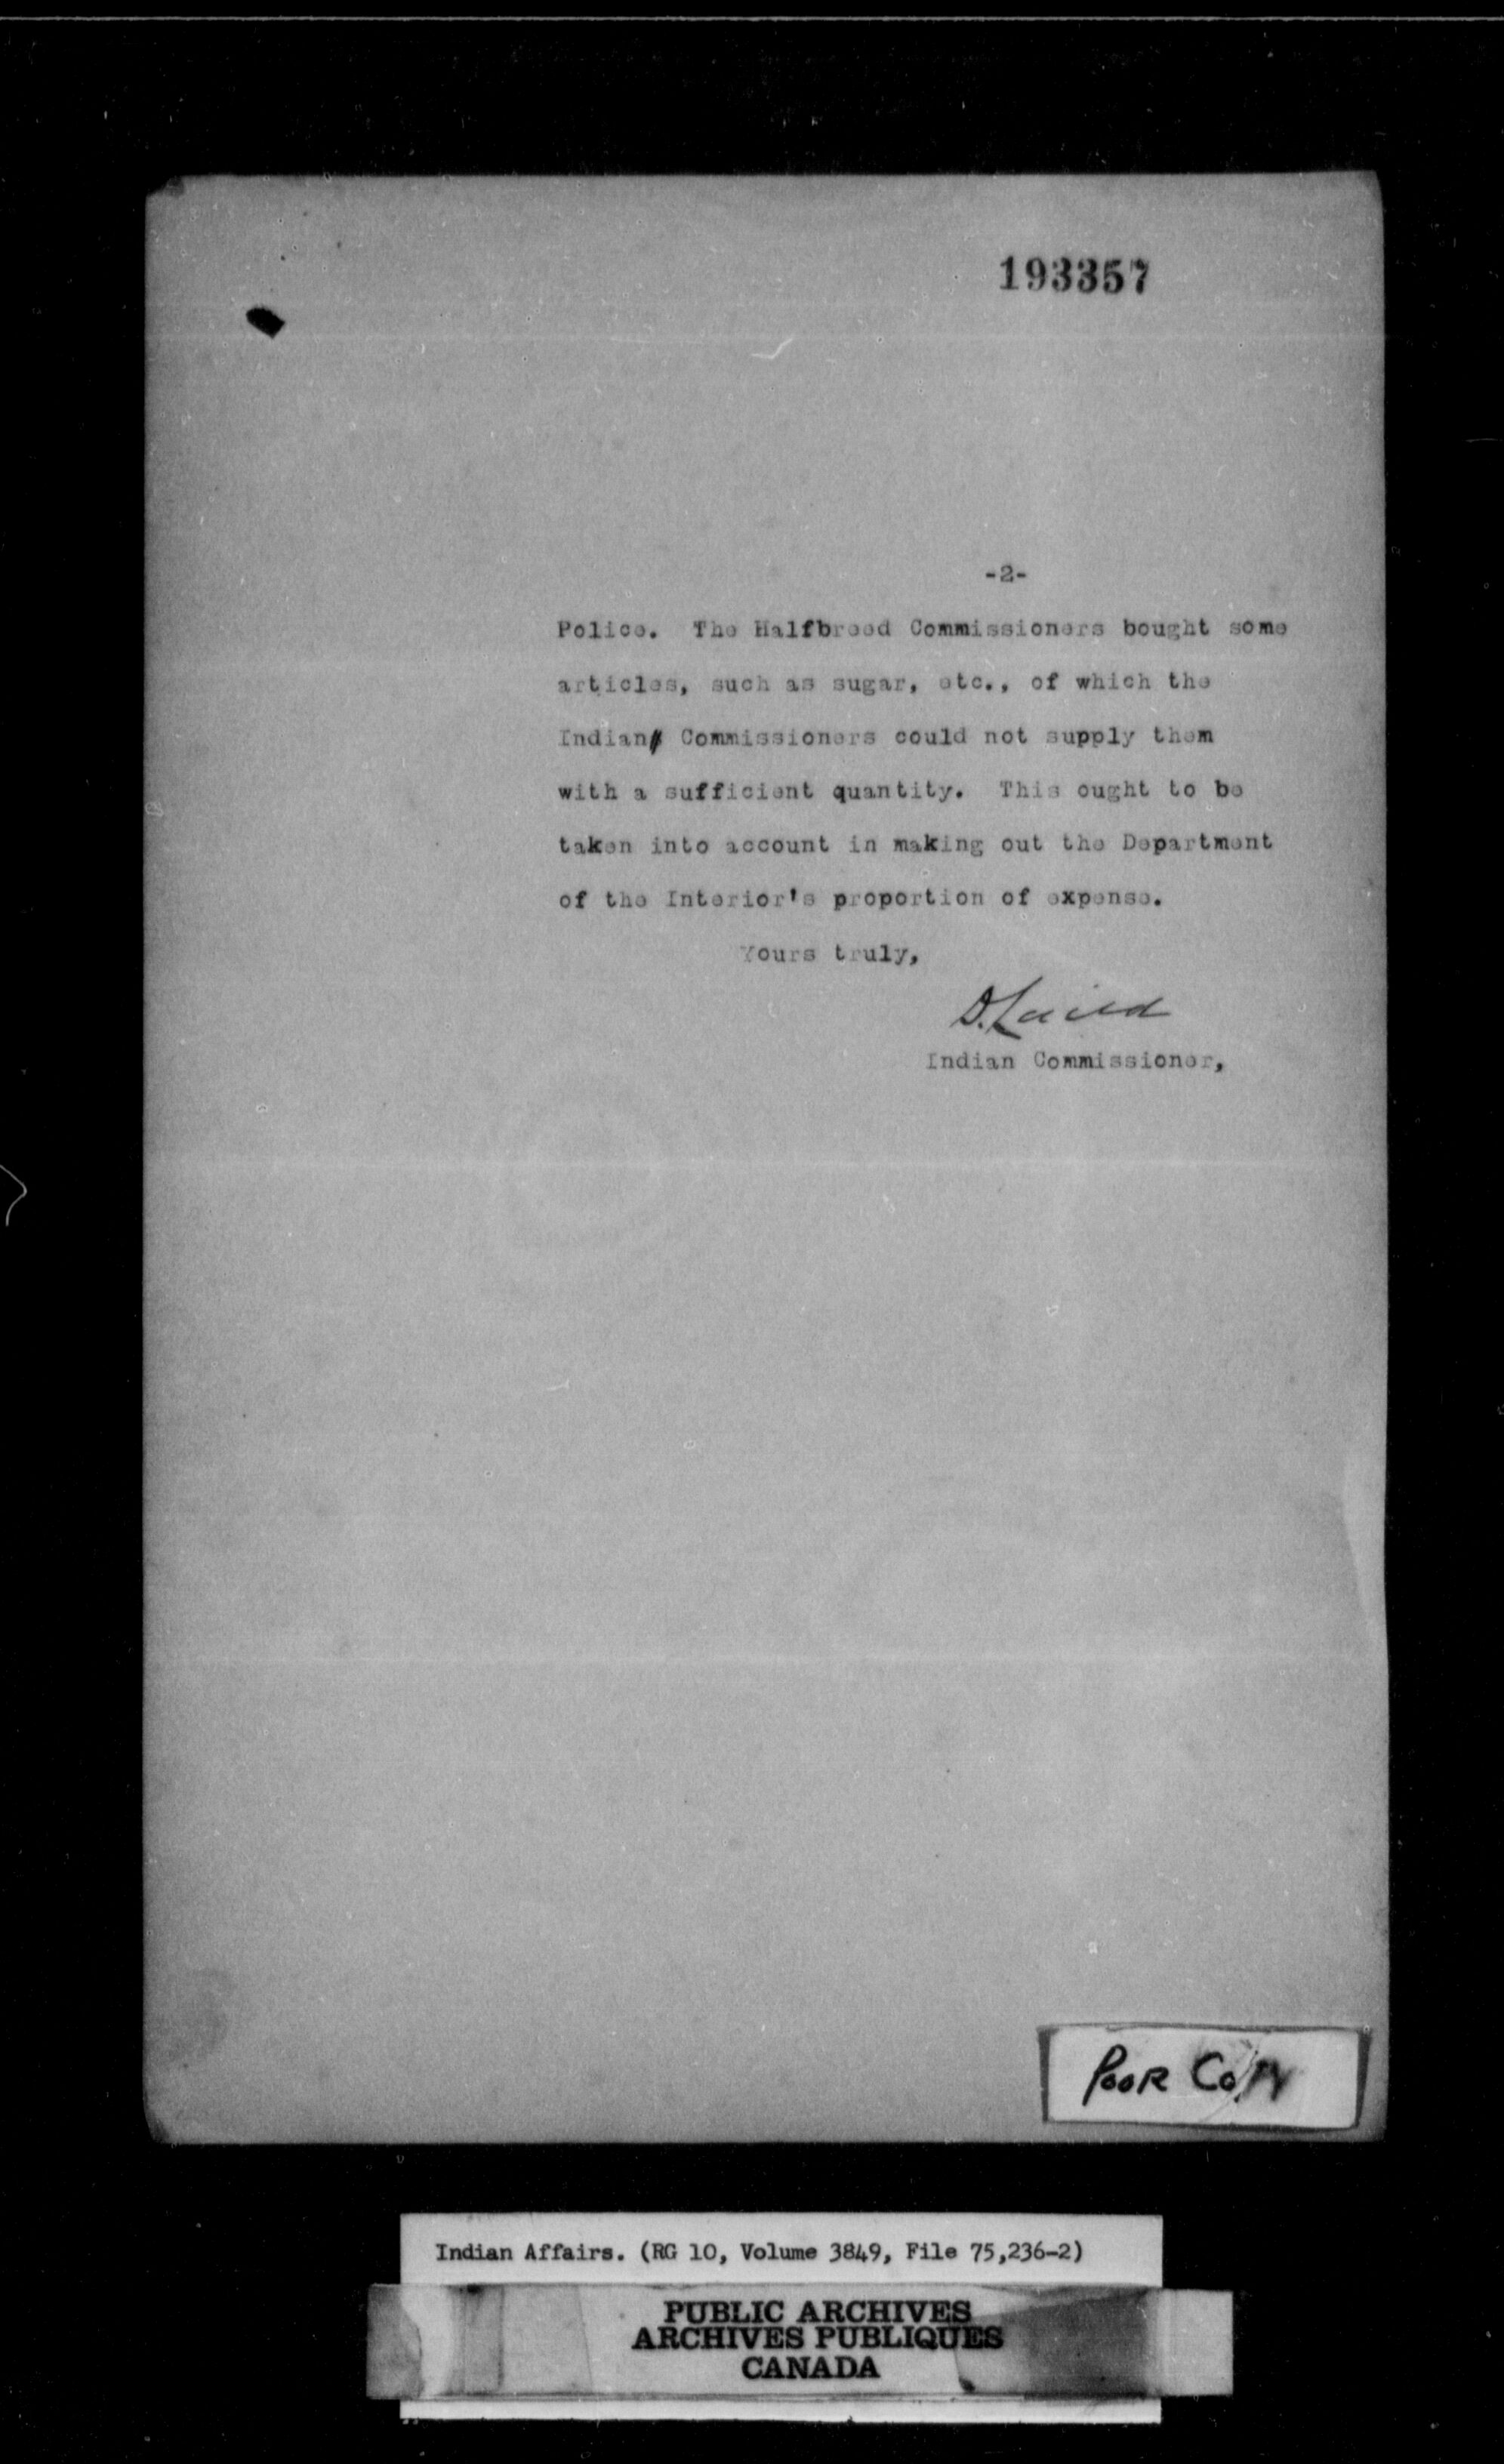 193357
-2-
Police. The Halfbreed Commissioners bought some
articles, such as sugar, etc., of which the
Indian Commissioners could not supply them
with a sufficient quantity. This ought to be
taken into account in making out the Department
of the Interior's proportion of expense.
Yours truly,
D. Laird
Indian Commissioner,
POOR COPY
Indian Affairs. (RG 10, Volume 3849, File 75,236-2)
PUBLIC ARCHIVES
ARCHIVES PUBLIQUES
CANADA